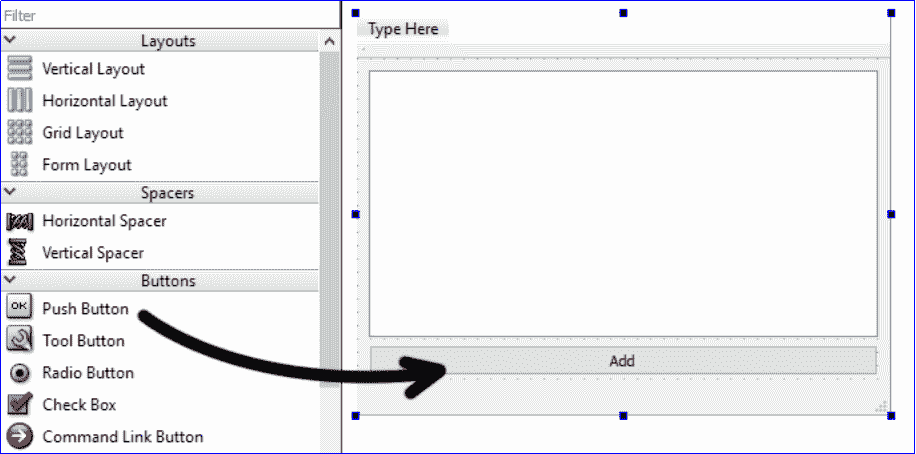 Filter
Layouts
Vertical Layout
Horizontal Layout
Grid Layout
Form Layout
Spacers
Horizontal Spacer
Vertical Spacer
Buttons
OK
Push Button
Tool Button
Radio Button
Check Box
Command Link Button
Type Here
Add